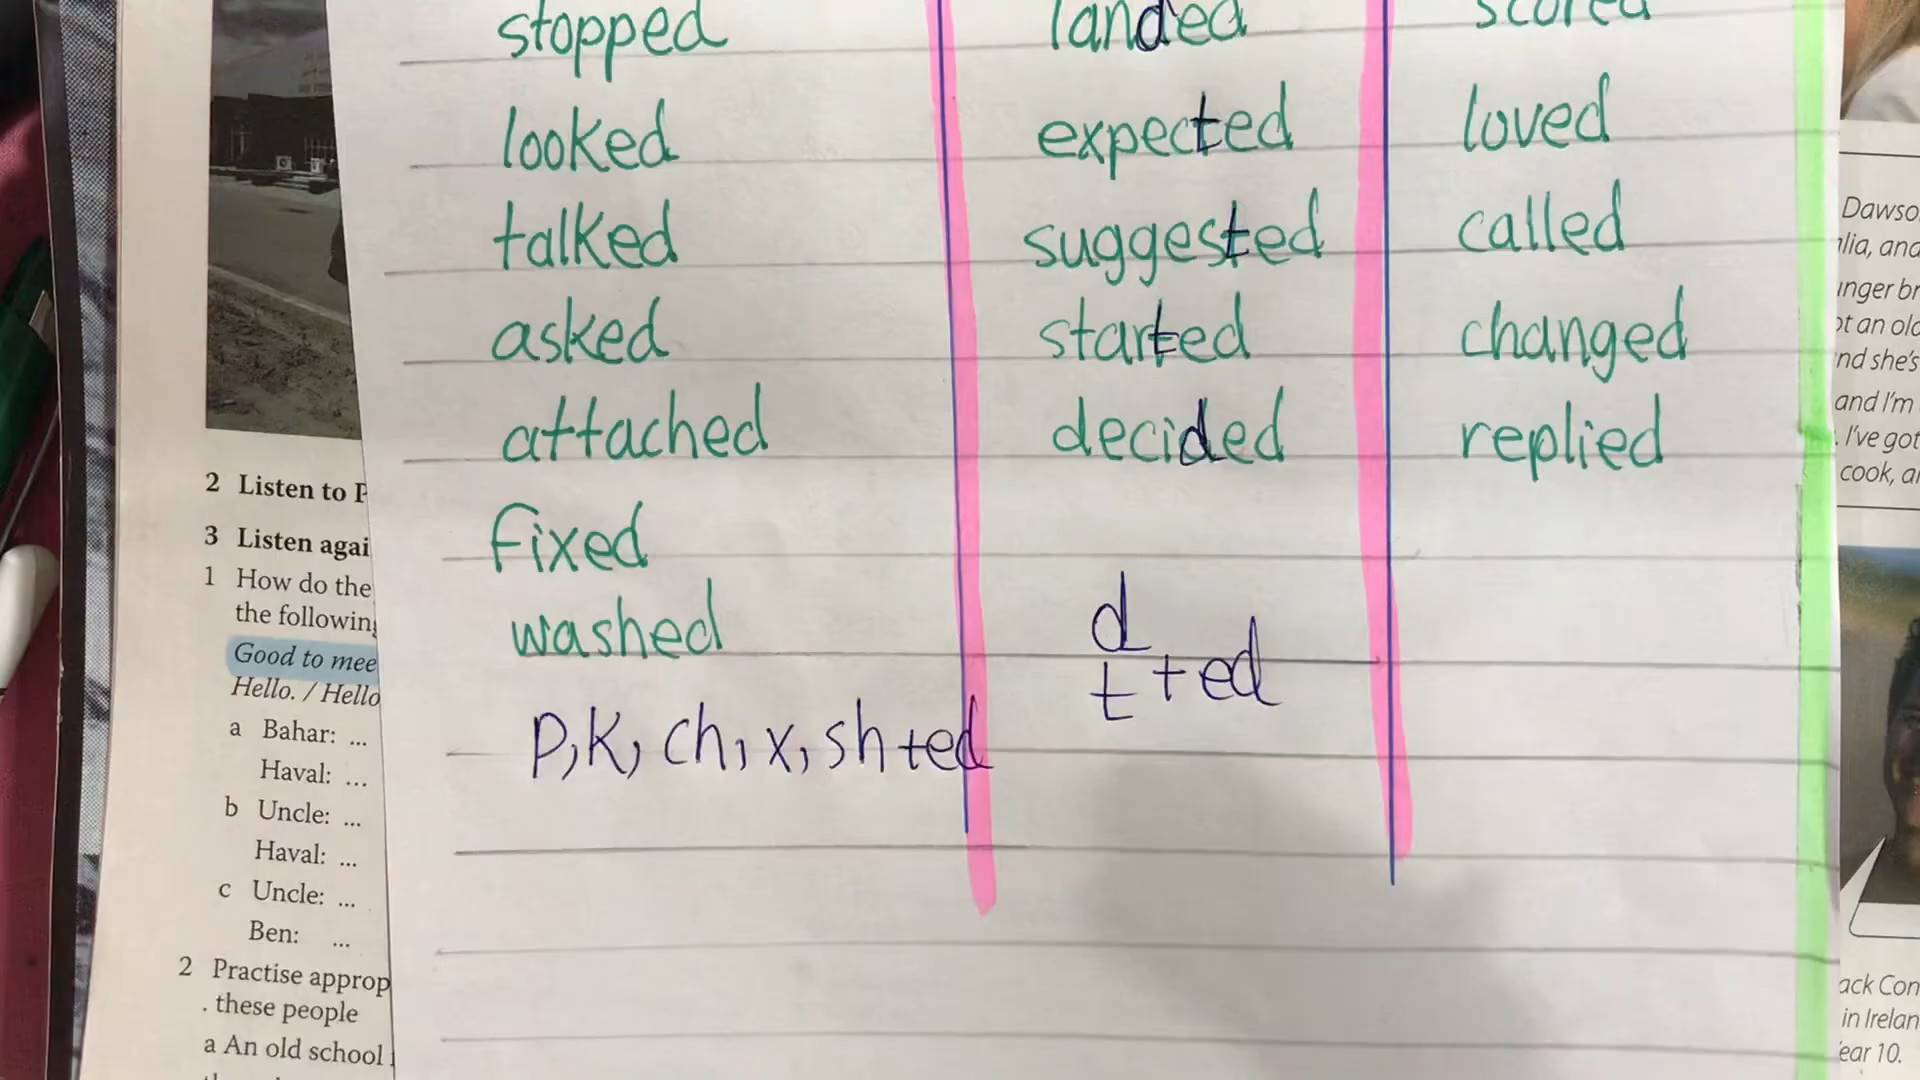 stopped
looked
talked
asked
attached
fixed
washed
p, k, ch, x, sh +ed
landed
expected
suggested
started
decided
d
t +ed
scored
loved
called
changed
replied
2 Listen to
3 Listen agai
1 How do the
the following
Good to mee
Hello. / Hello
a Bahar: ...
Haval: ...
b Uncle: ...
Haval: ...
c Uncle: ...
Ben: ...
2 Practise approp
these people
a An old school
Dawso
lia, and
nger br
ot an old
nd she's
and I'm
I've got
cook, a
ack Con
in Irelan
ear 10.